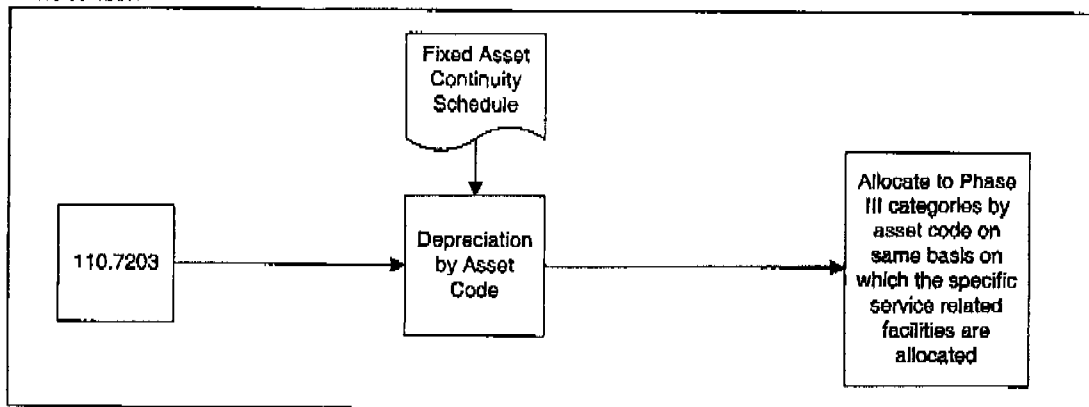 Fixed Asset
Continuity
Schedule
110.7203
Depreciation
by Asset
Code
Allocate to Phase
III categories by
asset code on
same basis on
which the specific
service related
facilities are
allocated